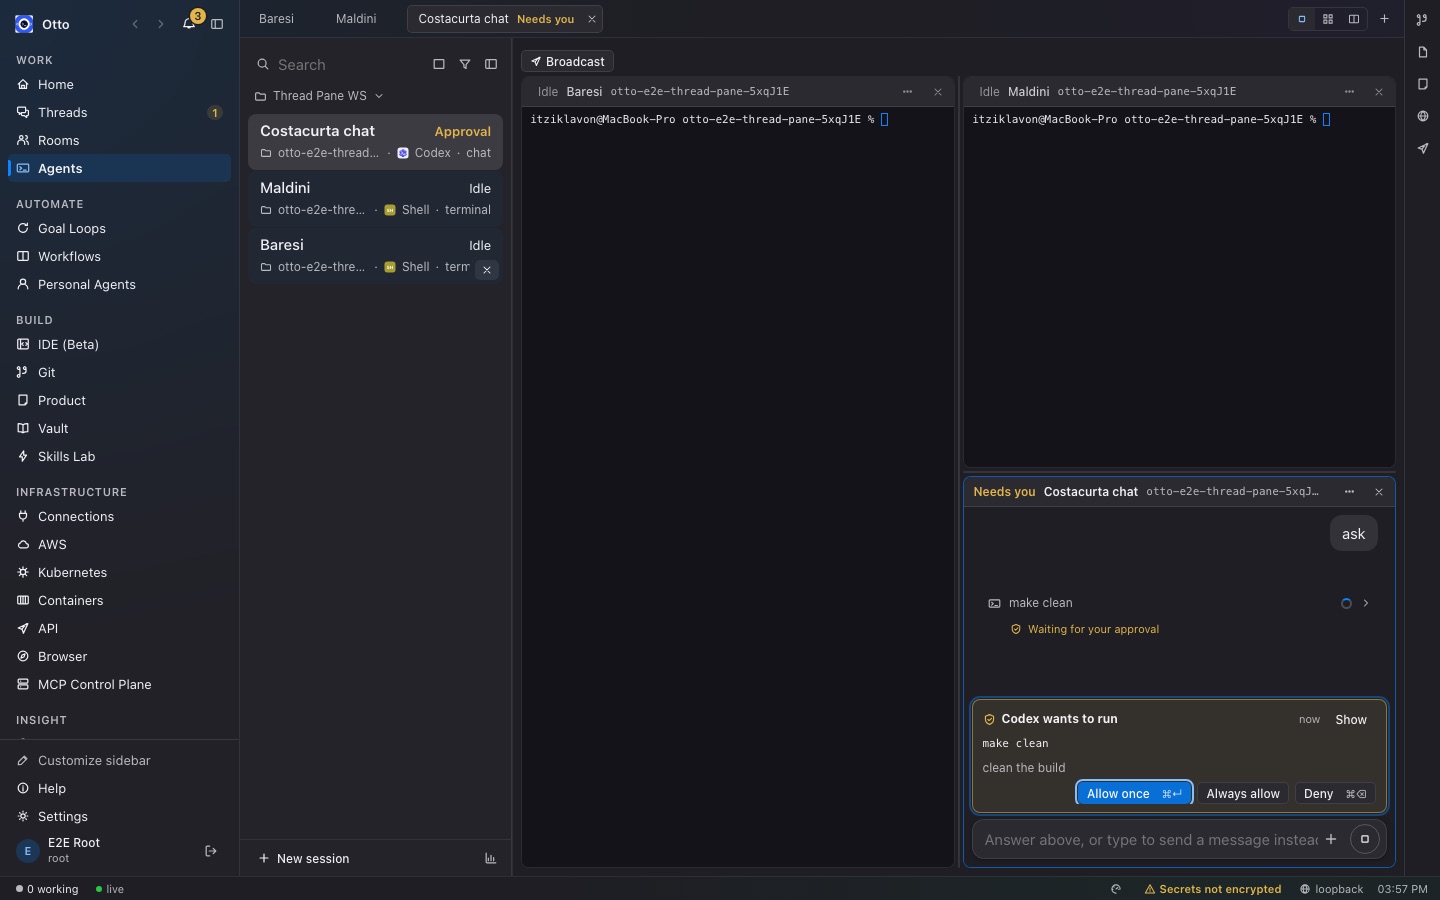 Otto
3
WORK
Home
Threads
1
Rooms
Agents
AUTOMATE
Goal Loops
Workflows
Personal Agents
BUILD
IDE (Beta)
Git
Product
Vault
Skills Lab
INFRASTRUCTURE
Connections
AWS
Kubernetes
Containers
API
Browser
MCP Control Plane
INSIGHT
Customize sidebar
Help
Settings
E
E2E Root
root
Baresi
Maldini
Costacurta chat Needs you
Search
Thread Pane WS
Costacurta chat Approval
otto-e2e-thread... · Codex · chat
Maldini Idle
otto-e2e-thre... · Shell · terminal
Baresi Idle
otto-e2e-thre... · Shell · term
New session
Broadcast
Idle Baresi otto-e2e-thread-pane-5xqJ1E
itziklavon@MacBook-Pro otto-e2e-thread-pane-5xqJ1E %
Idle Maldini otto-e2e-thread-pane-5xqJ1E
itziklavon@MacBook-Pro otto-e2e-thread-pane-5xqJ1E %
Needs you Costacurta chat otto-e2e-thread-pane-5xqJ…
ask
make clean
Waiting for your approval
Codex wants to run now Show
make clean
clean the build
Allow once ⌘↵ Always allow Deny ⌘⌫
Answer above, or type to send a message instead
0 working live
Secrets not encrypted loopback 03:57 PM